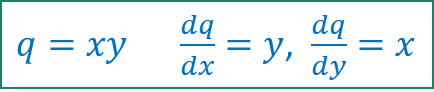 q = xy    dq/dx = y, dq/dy = x